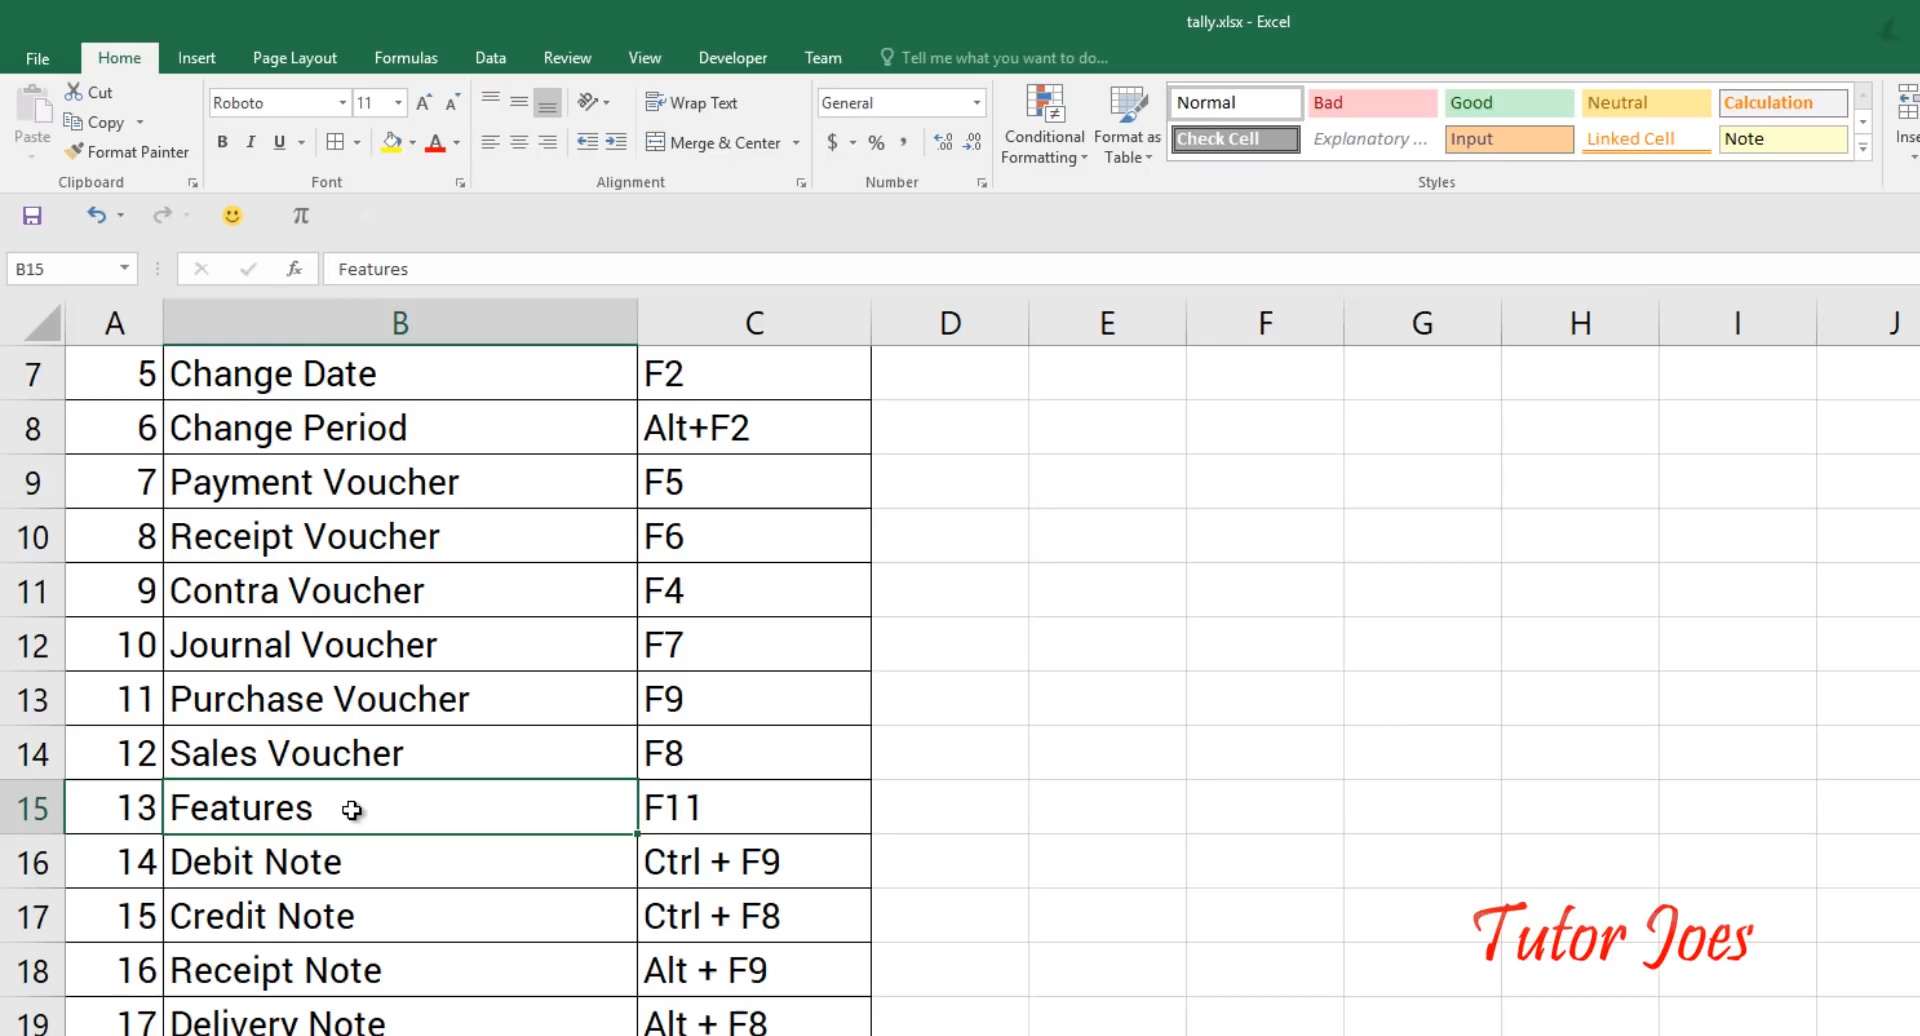 tally.xlsx - Excel
File Home Insert Page Layout Formulas Data Review View Developer Team Tell me what you want to do...
Paste
Cut
Copy
Format Painter
Clipboard
Roboto 11
B I U
Font
Wrap Text
Merge & Center
Alignment
General
$ % ,
Number
Conditional Formatting
Format as Table
Normal Bad Good Neutral Calculation
Check Cell Explanatory ... Input Linked Cell Note
Styles
π
B15 fx Features
A B C D E F G H I J
7 5 Change Date F2
8 6 Change Period Alt+F2
9 7 Payment Voucher F5
10 8 Receipt Voucher F6
11 9 Contra Voucher F4
12 10 Journal Voucher F7
13 11 Purchase Voucher F9
14 12 Sales Voucher F8
15 13 Features F11
16 14 Debit Note Ctrl + F9
17 15 Credit Note Ctrl + F8
18 16 Receipt Note Alt + F9
19 17 Delivery Note Alt + F8
Tutor Joes